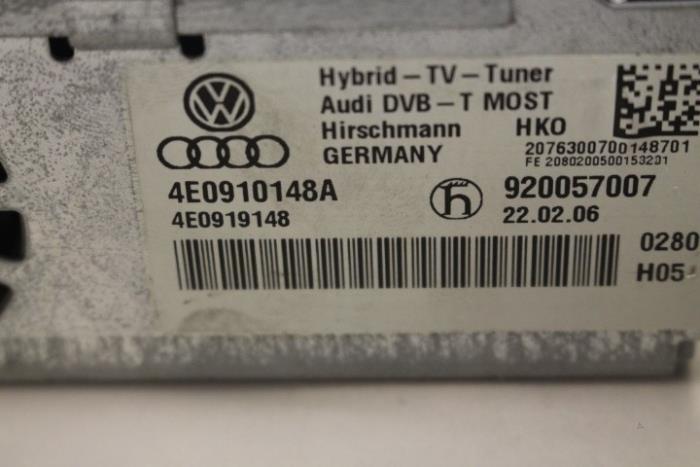 Hybrid-TV-Tuner
Audi DVB-T MOST
Hirschmann HKO
GERMANY
2076300700148701
FE 2080200500153201
4E0910148A
4E0919148
h
920057007
22.02.06
0280
H05-